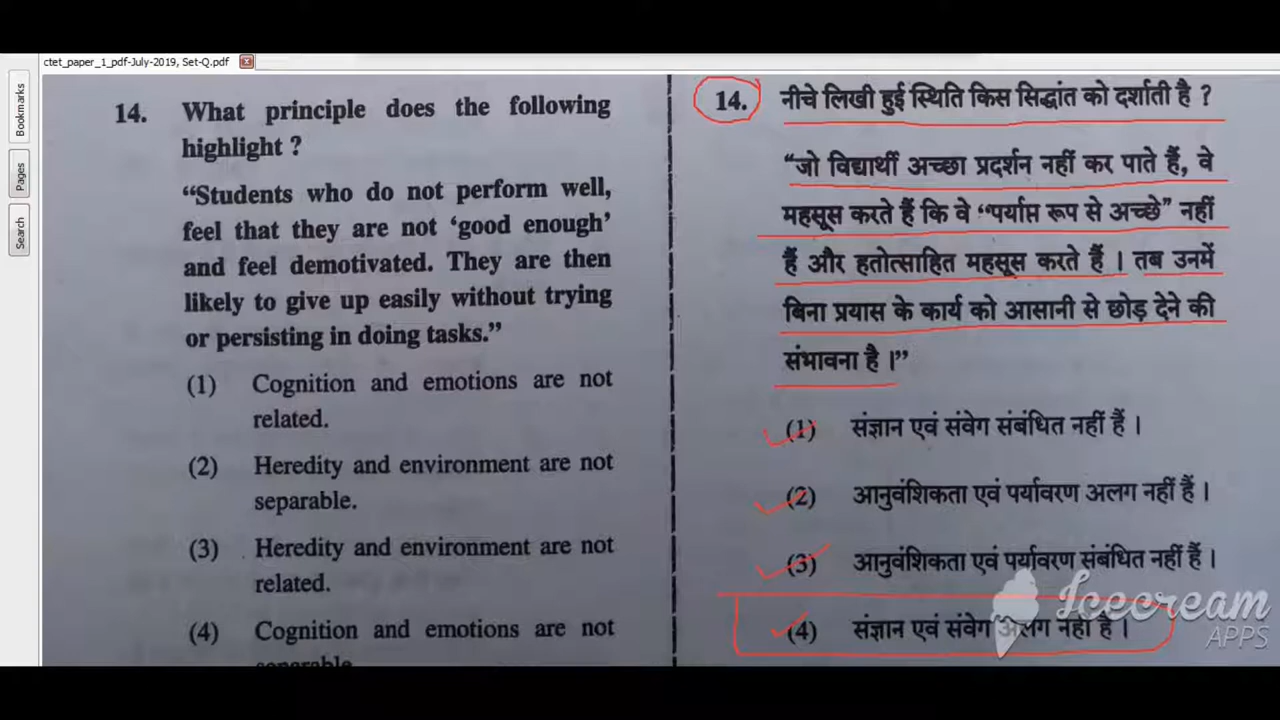 ctet_paper_1_pdf-July-2019, Set-Q.pdf
Bookmarks
Pages
Search
14. What principle does the following
highlight ?
“Students who do not perform well,
feel that they are not ‘good enough’
and feel demotivated. They are then
likely to give up easily without trying
or persisting in doing tasks.”
(1) Cognition and emotions are not
related.
(2) Heredity and environment are not
separable.
(3) Heredity and environment are not
related.
(4) Cognition and emotions are not
separable
14. नीचे लिखी हुई स्थिति किस सिद्धांत को दर्शाती है ?
“जो विद्यार्थी अच्छा प्रदर्शन नहीं कर पाते हैं, वे
महसूस करते हैं कि वे “पर्याप्त रूप से अच्छे” नहीं
हैं और हतोत्साहित महसूस करते हैं । तब उनमें
बिना प्रयास के कार्य को आसानी से छोड़ देने की
संभावना है ।”
(1) संज्ञान एवं संवेग संबंधित नहीं हैं ।
(2) आनुवंशिकता एवं पर्यावरण अलग नहीं हैं ।
(3) आनुवंशिकता एवं पर्यावरण संबंधित नहीं हैं ।
(4) संज्ञान एवं संवेग अलग नहीं हैं ।
Icecream
APPS